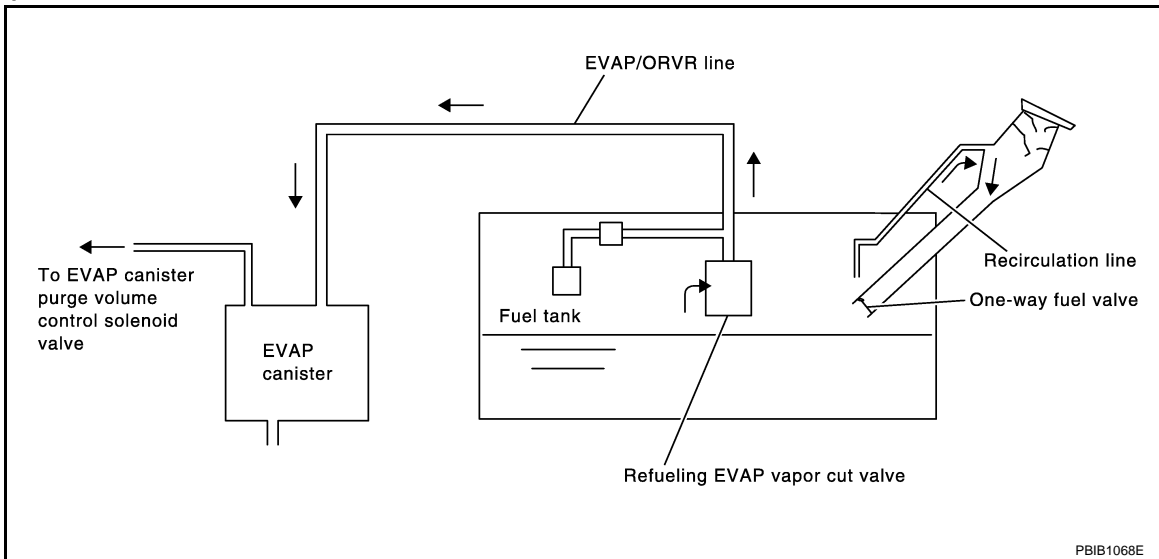 EVAP/ORVR line
Recirculation line
One-way fuel valve
To EVAP canister
purge volume
control solenoid
valve
Fuel tank
EVAP
canister
Refueling EVAP vapor cut valve
PBIB1068E